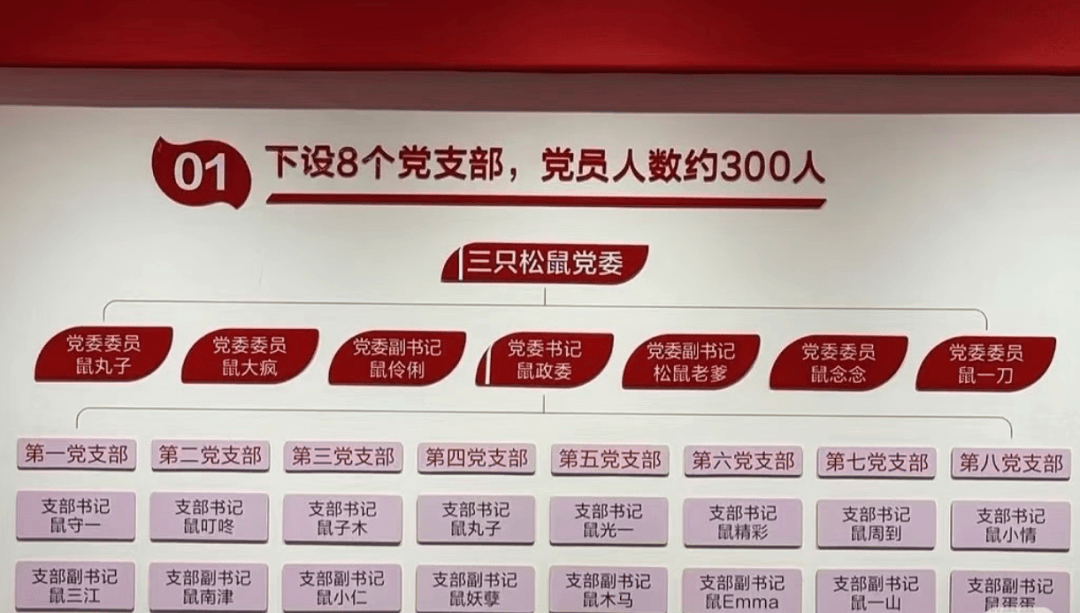 01 下设8个党支部，党员人数约300人
三只松鼠党委
党委委员 党委委员 党委副书记 党委书记 党委副书记 党委委员 党委委员
鼠丸子 鼠大疯 鼠伶俐 鼠政委 松鼠老爹 鼠念念 鼠一刀
第一党支部 第二党支部 第三党支部 第四党支部 第五党支部 第六党支部 第七党支部 第八党支部
支部书记 支部书记 支部书记 支部书记 支部书记 支部书记 支部书记 支部书记
鼠守一 鼠叮咚 鼠子木 鼠丸子 鼠光一 鼠精彩 鼠周到 鼠小情
支部副书记 支部副书记 支部副书记 支部副书记 支部副书记 支部副书记 支部副书记 支部副书记
鼠三江 鼠南津 鼠小仁 鼠妖孽 鼠木马 鼠Emma 鼠一山 鼠蛋蛋